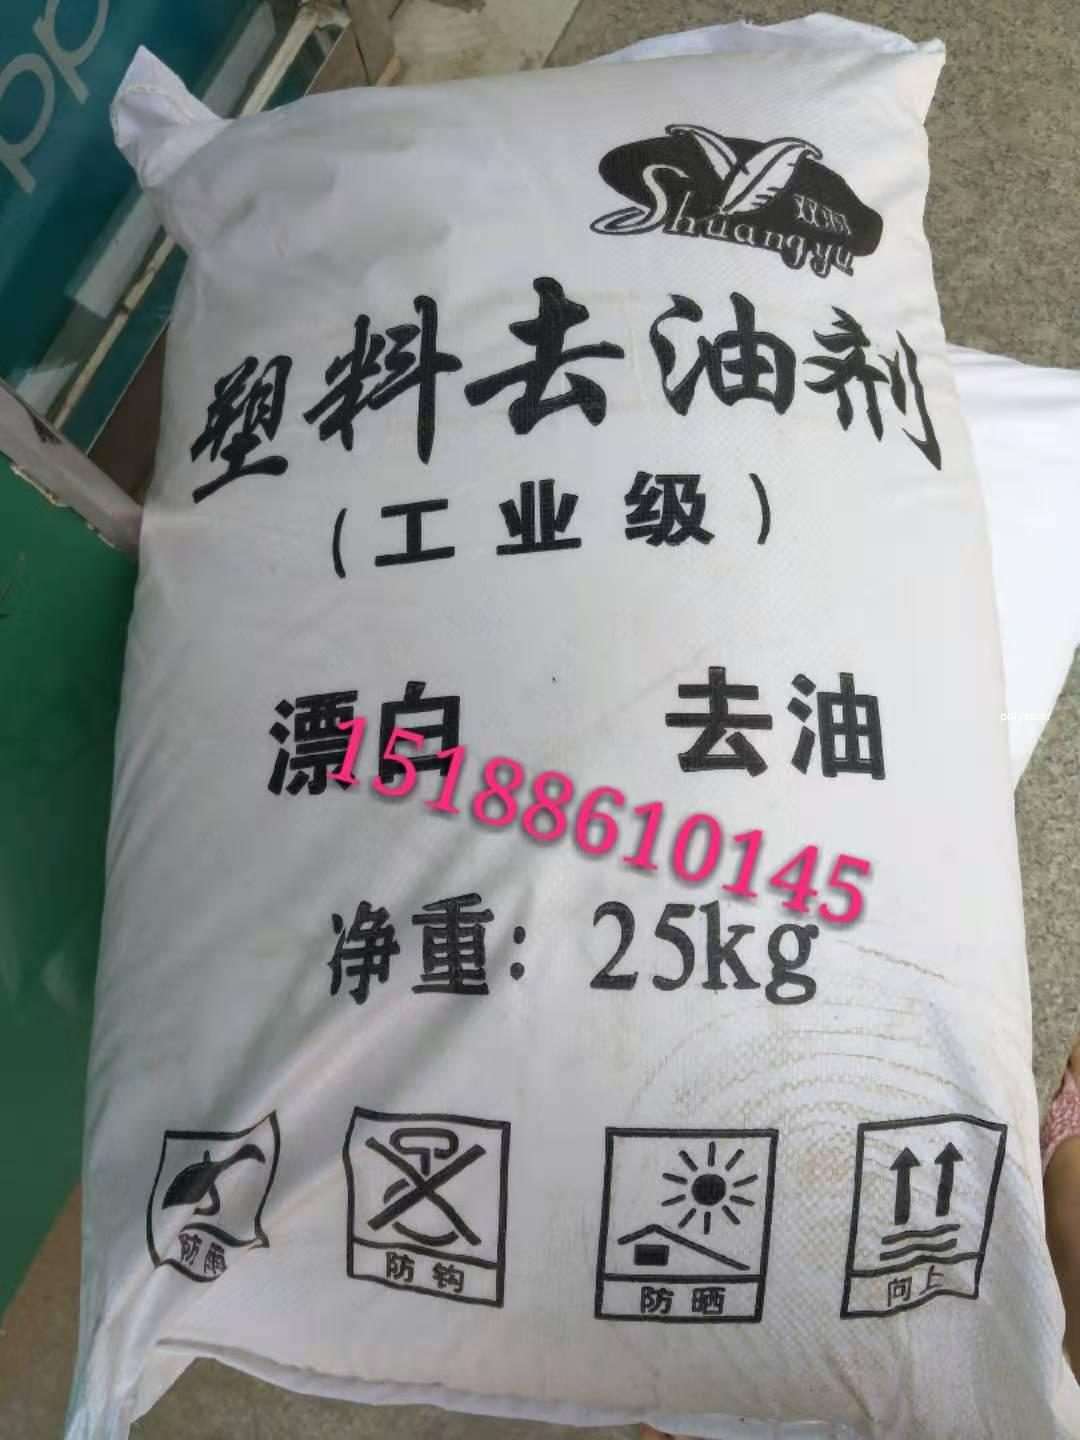 Shuangyu
塑料去油剂
(工业级)
漂白 去油
15188610145
净重: 25kg
polyester
防雨 防钩 防晒 向上